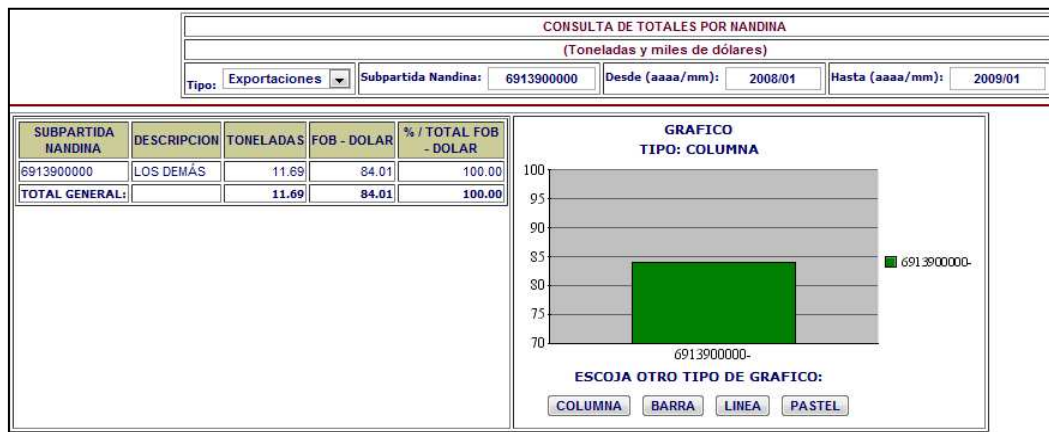 CONSULTA DE TOTALES POR NANDINA
(Toneladas y miles de dólares)
Tipo: Exportaciones Subpartida Nandina: 6913900000 Desde (aaaa/mm): 2008/01 Hasta (aaaa/mm): 2009/01
SUBPARTIDA NANDINA DESCRIPCION TONELADAS FOB - DOLAR % / TOTAL FOB - DOLAR
6913900000 LOS DEMÁS 11.69 84.01 100.00
TOTAL GENERAL: 11.69 84.01 100.00
GRAFICO
TIPO: COLUMNA
100
95
90
85
80
75
70
6913900000-
6913900000-
ESCOJA OTRO TIPO DE GRAFICO:
COLUMNA BARRA LINEA PASTEL